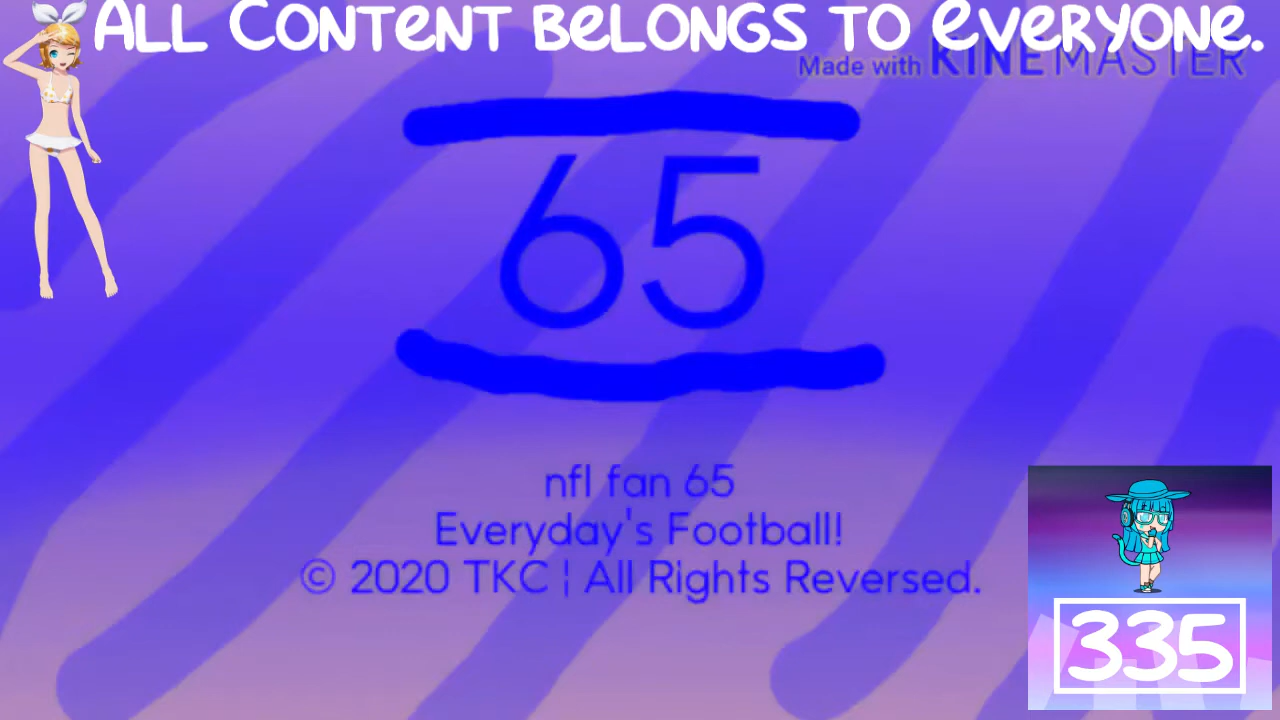 ALL CONTENT BELONGS TO EVERYONE.
Made with KINEMASTER
65
nfl fan 65
Everyday's Football!
© 2020 TKC ¦ All Rights Reversed.
335